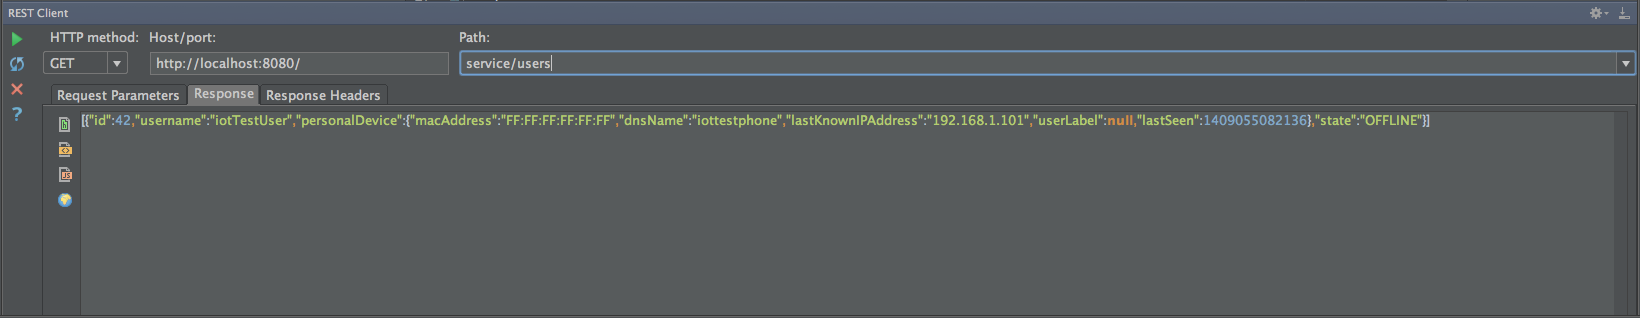 REST Client
HTTP method: Host/port: Path:
GET http://localhost:8080/ service/users
Request Parameters Response Response Headers
[{"id":42,"username":"iotTestUser","personalDevice":{"macAddress":"FF:FF:FF:FF:FF:FF","dnsName":"iottestphone","lastKnownIPAddress":"192.168.1.101","userLabel":null,"lastSeen":1409055082136},"state":"OFFLINE"}]